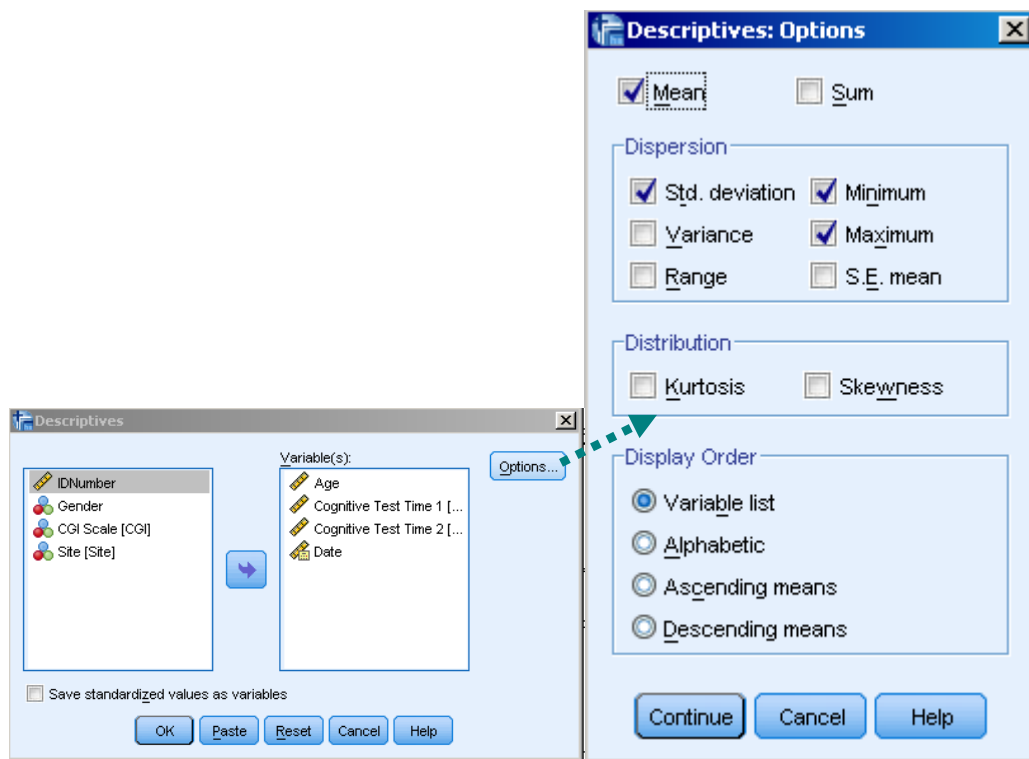 Descriptives: Options
Mean Sum
Dispersion
Std. deviation Minimum
Variance Maximum
Range S.E. mean
Distribution
Kurtosis Skewness
Display Order
Variable list
Alphabetic
Ascending means
Descending means
Continue Cancel Help
Descriptives
Variable(s):
IDNumber
Gender
CGI Scale [CGI]
Site [Site]
Age
Cognitive Test Time 1 [...
Cognitive Test Time 2 [...
Date
Options...
Save standardized values as variables
OK Paste Reset Cancel Help